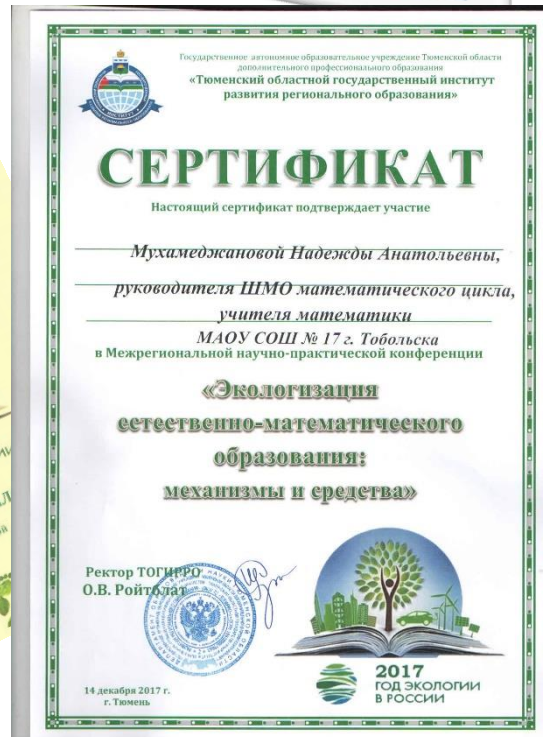 Государственное автономное образовательное учреждение Тюменской области
дополнительного профессионального образования
«Тюменский областной государственный институт
развития регионального образования»
СЕРТИФИКАТ
Настоящий сертификат подтверждает участие
Мухамеджановой Надежды Анатольевны,
руководителя ШМО математического цикла,
учителя математики
МАОУ СОШ № 17 г. Тобольска
в Межрегиональной научно-практической конференции
«Экологизация
естественно-математического
образования:
механизмы и средства»
Ректор ТОГИРРО
О.В. Ройтблат
2017
ГОД ЭКОЛОГИИ
В РОССИИ
14 декабря 2017 г.
г. Тюмень